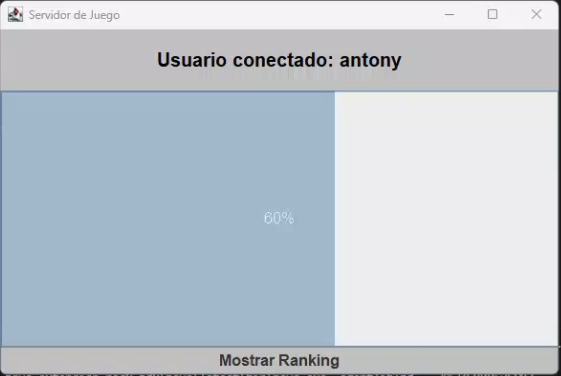 Servidor de Juego
Usuario conectado: antony
60%
Mostrar Ranking